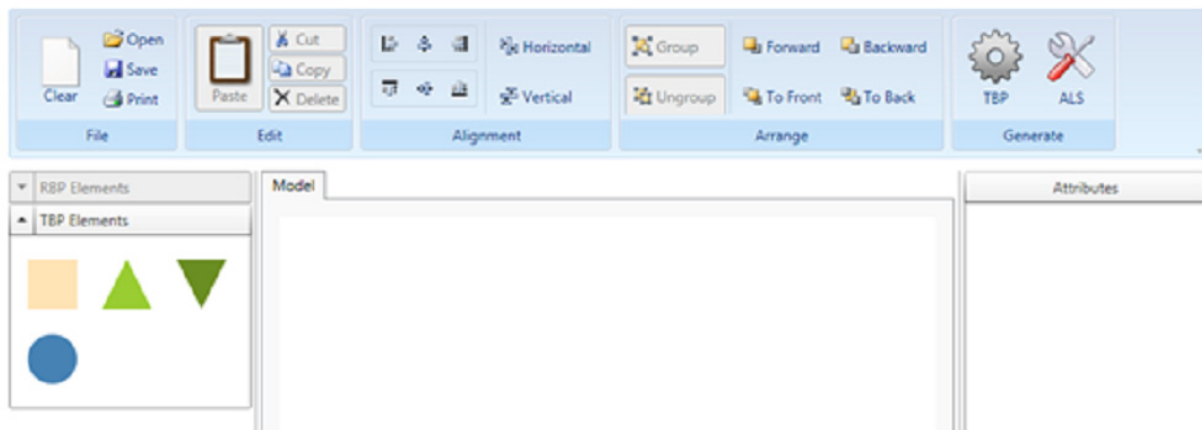 Clear
Open
Save
Print
File
Paste
Cut
Copy
Delete
Edit
Horizontal
Vertical
Alignment
Group
Ungroup
Forward
Backward
To Front
To Back
Arrange
TBP
ALS
Generate
RBP Elements
TBP Elements
Model
Attributes